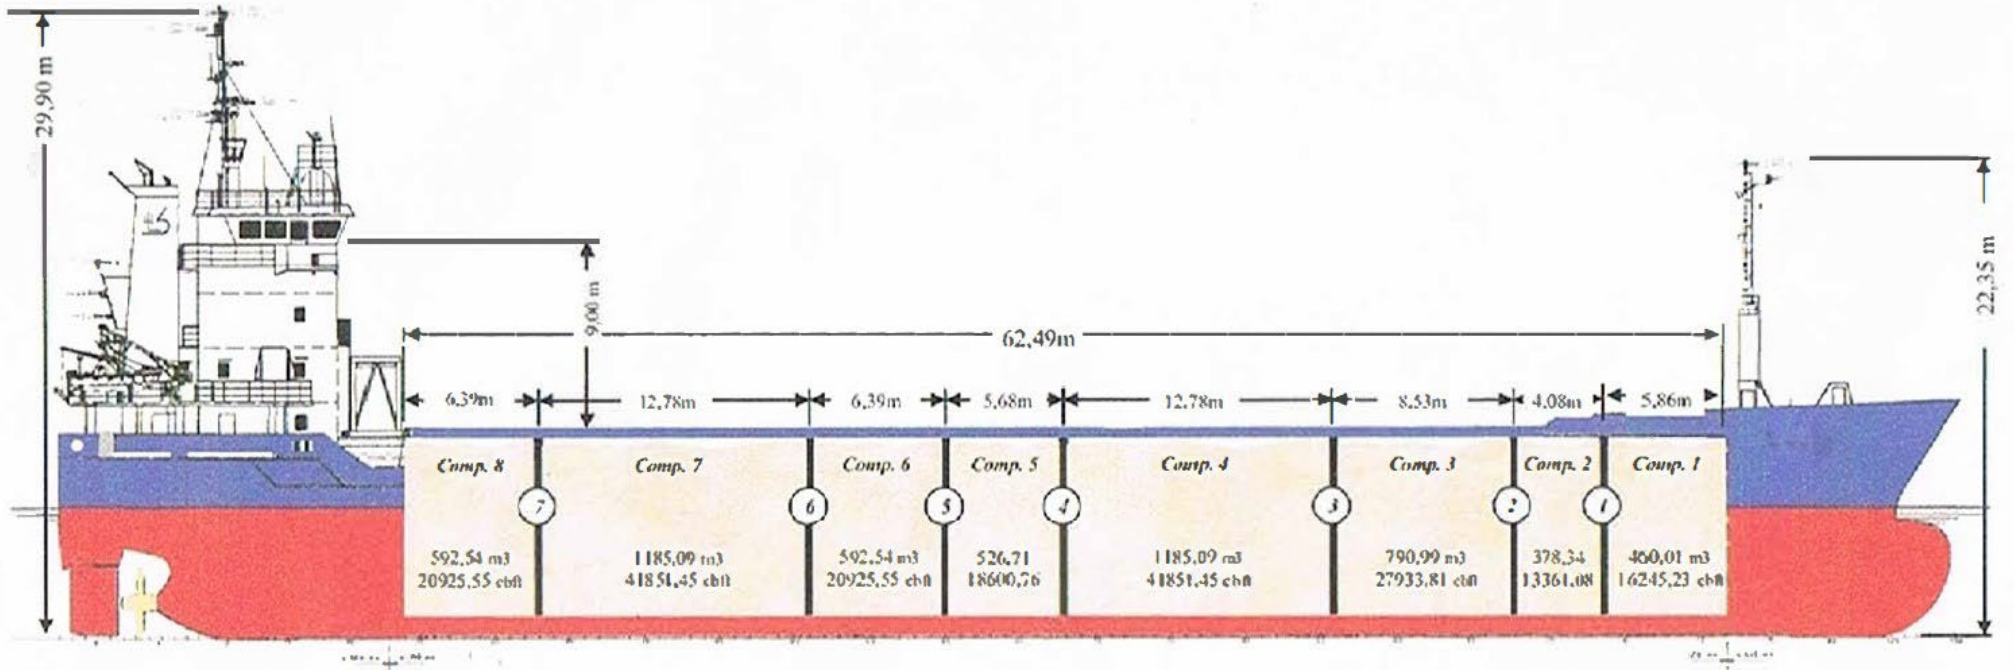 29,90 m
9,00 m
62,49m
22,35 m
6,39m
12,78m
6,39m
5,68m
12,78m
8,53m
4,08m
5,86m
Comp. 8
Comp. 7
Comp. 6
Comp. 5
Comp. 4
Comp. 3
Comp. 2
Comp. 1
7
6
5
4
3
2
1
592,54 m3
20925,55 cbft
1185,09 m3
41851,45 cbft
592,54 m3
20925,55 cbft
526,71
18600,76
1185,09 m3
41851,45 cbft
790,99 m3
27933,81 cbft
378,34
13361,08
460,01 m3
16245,23 cbft